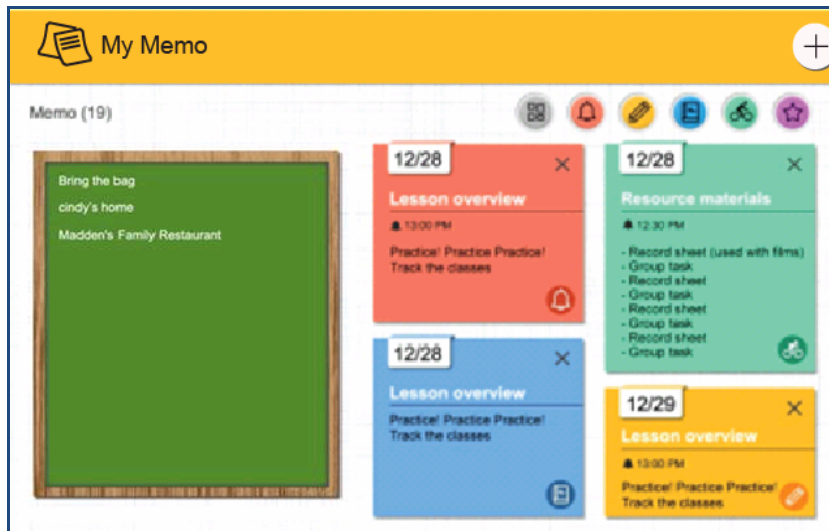 My Memo
Memo (19)
Bring the bag
cindy's home
Madden's Family Restaurant
12/28
Lesson overview
13:00 PM
Practice! Practice Practice!
Track the classes
12/28
Resource materials
12:30 PM
- Record sheet (used with films)
- Group task
- Record sheet
- Group task
- Record sheet
- Group task
- Record sheet
- Group task
12/28
Lesson overview
Practice! Practice Practice!
Track the classes
12/29
Lesson overview
13:00 PM
Practice! Practice Practice!
Track the classes